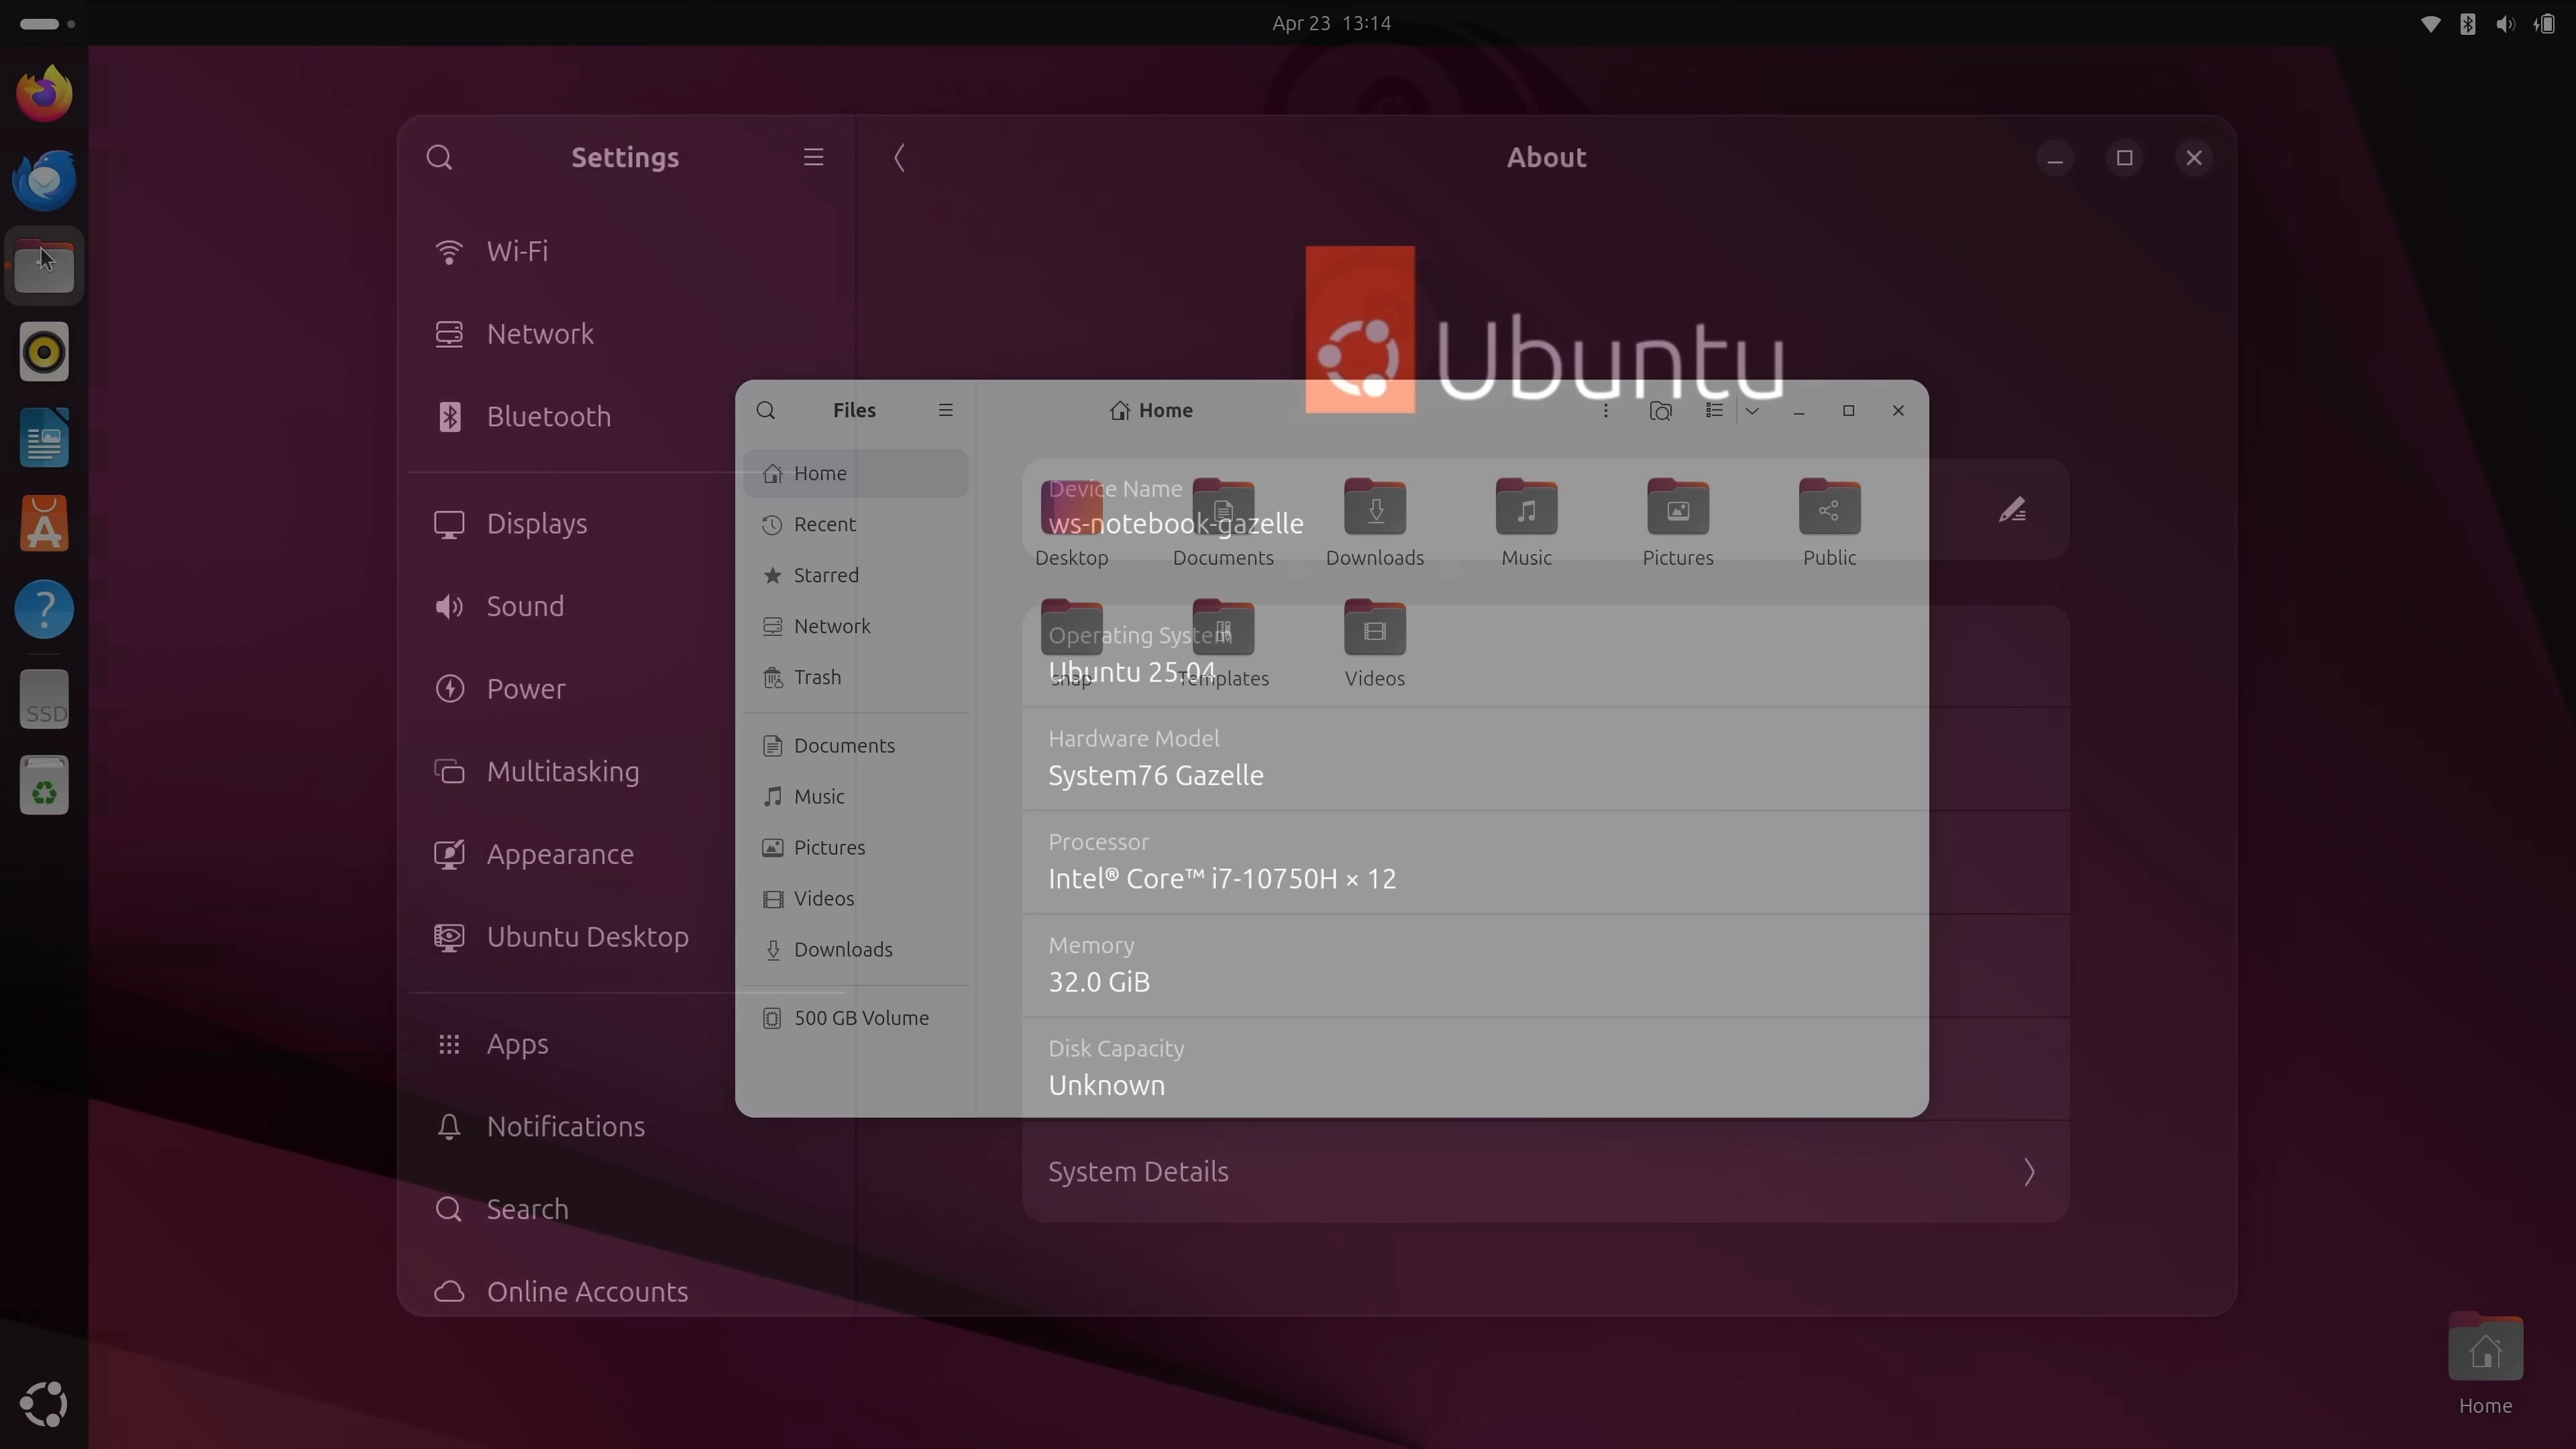 Apr 23 13:14
Settings
About
Wi-Fi
Network
Bluetooth
Displays
Sound
Power
Multitasking
Appearance
Ubuntu Desktop
Apps
Notifications
Search
Online Accounts
Ubuntu
Files
Home
Home
Recent
Starred
Network
Trash
Documents
Music
Pictures
Videos
Downloads
500 GB Volume
Desktop
Documents
Downloads
Music
Pictures
Public
snap
Templates
Videos
Device Name
ws-notebook-gazelle
Operating System
Ubuntu 25.04
Hardware Model
System76 Gazelle
Processor
Intel® Core™ i7-10750H × 12
Memory
32.0 GiB
Disk Capacity
Unknown
System Details
SSD
Home